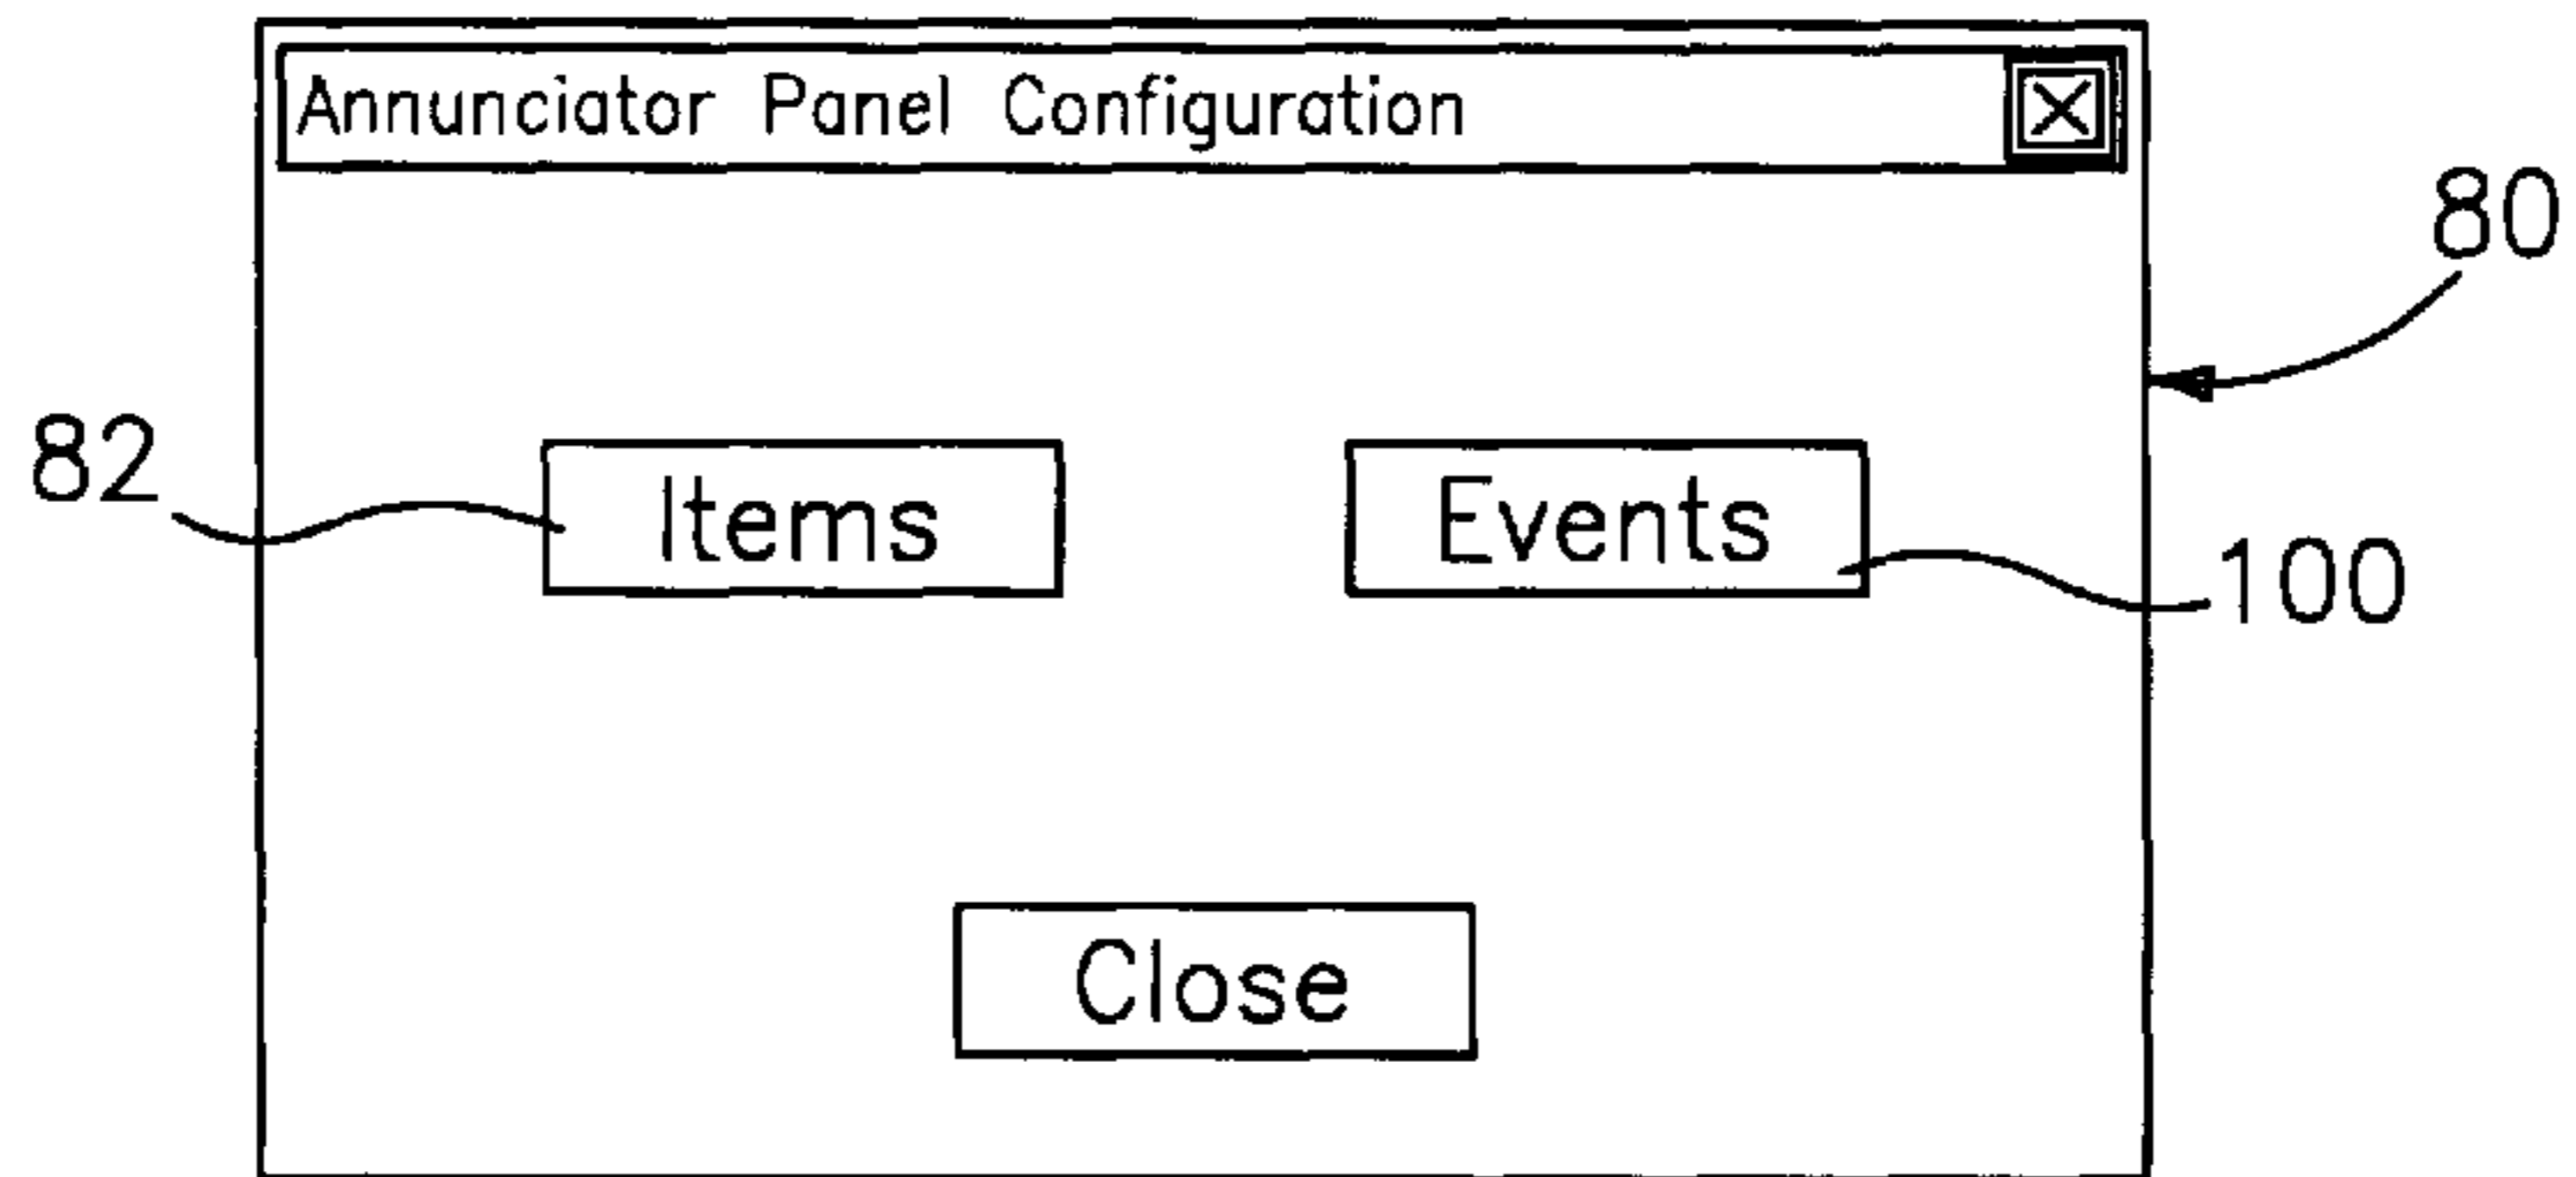 Annunciator Panel Configuration
80
82
Items
Events
100
Close